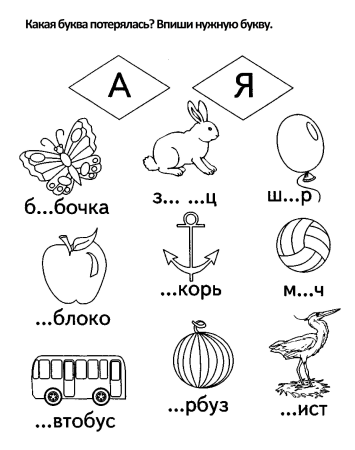 Какая буква потерялась? Впиши нужную букву.
А Я
б...бочка з... ...ц ш...р
...блоко ...корь м...ч
...втобус ...рбуз ...ист